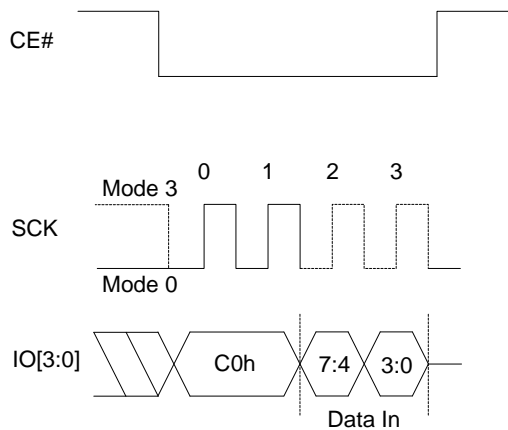 CE#
0 1 2 3
Mode 3
SCK
Mode 0
IO[3:0] C0h 7:4 3:0
Data In